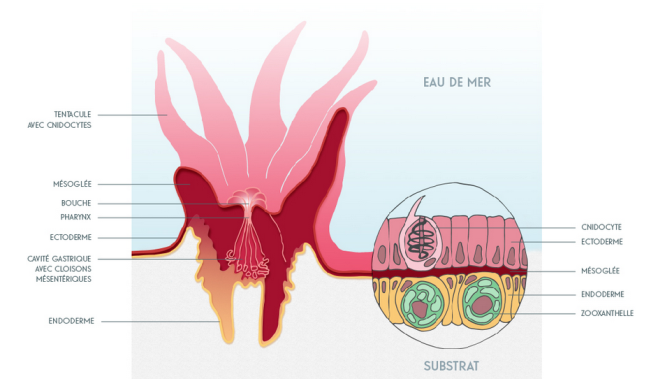 EAU DE MER
TENTACULE
AVEC CNIDOCYTES
MÉSOGLÉE
BOUCHE
PHARYNX
ECTODERME
CAVITÉ GASTRIQUE
AVEC CLOISONS
MÉSENTÉRIQUES
ENDODERME
CNIDOCYTE
ECTODERME
MÉSOGLÉE
ENDODERME
ZOOXANTHELLE
SUBSTRAT